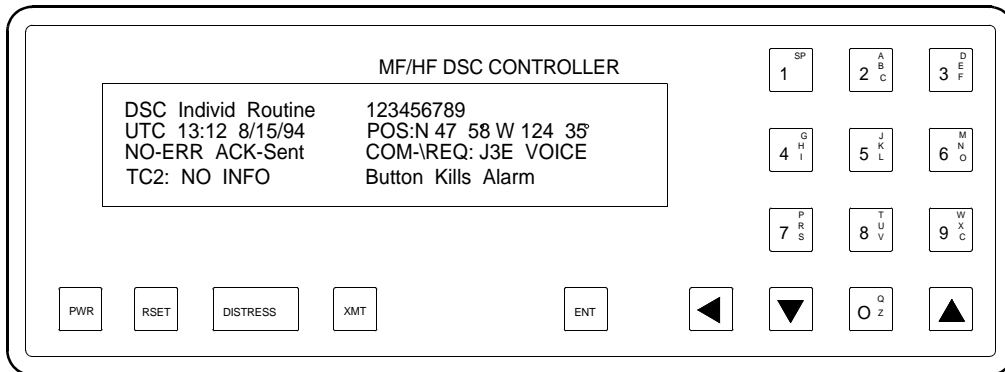 MF/HF DSC CONTROLLER
DSC Individ Routine 123456789
UTC 13:12 8/15/94 POS:N 47 58 W 124 35°
NO-ERR ACK-Sent COM-\REQ: J3E VOICE
TC2: NO INFO Button Kills Alarm
1 SP
2 A B C
3 D E F
4 G H I
5 J K L
6 M N O
7 P R S
8 T U V
9 W X C
PWR RSET DISTRESS XMT ENT O Q Z